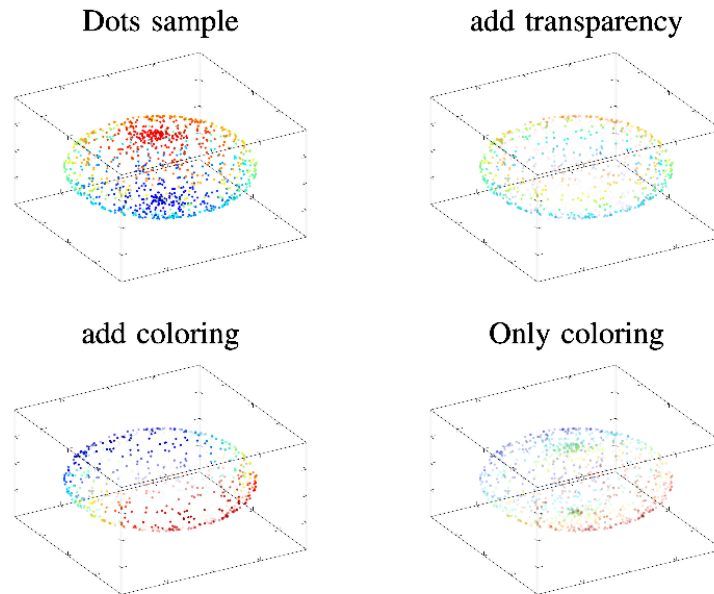 Dots sample
add transparency
add coloring
Only coloring